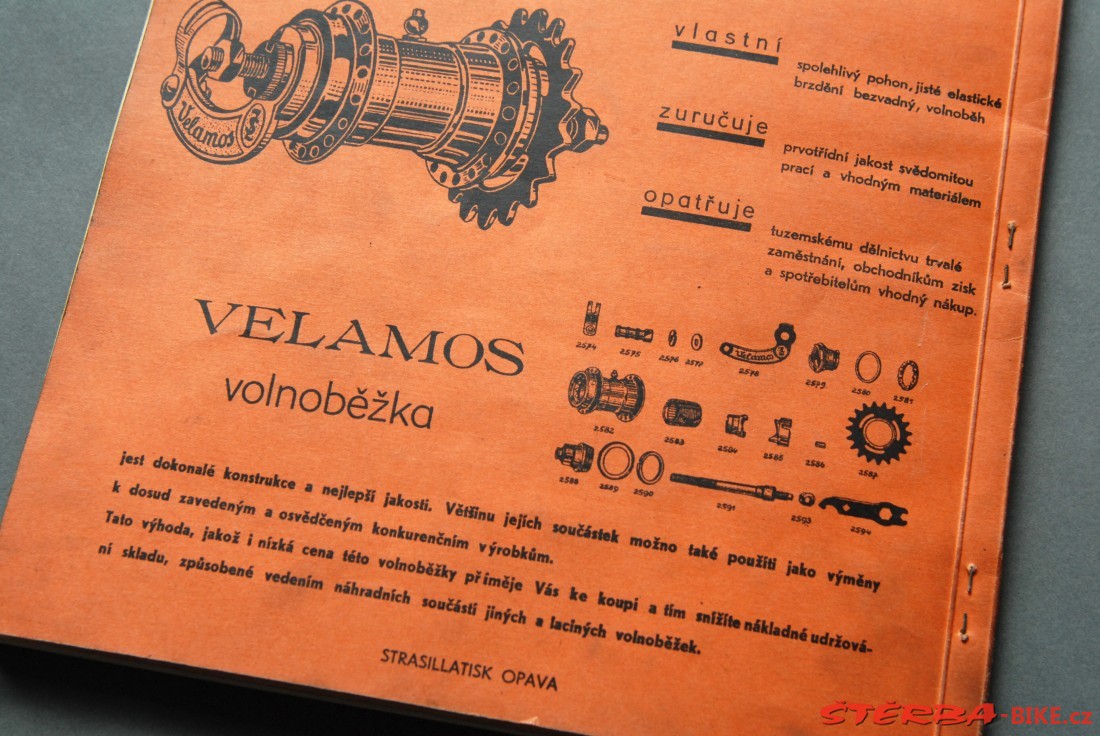 Velamos
vlastní
spolehlivý pohon, jisté elastické
brzdění bezvadný, volnoběh
zuručuje
prvotřídní jakost svědomitou
prací a vhodným materiálem
opatřuje
tuzemskému dělnictvu trvalé
zaměstnání, obchodníkům zisk
a spotřebitelům vhodný nákup.
VELAMOS
volnoběžka
2574 2575 2576 2577 2578 2579 2580 2581
Velamos
2582 2583 2584 2585 2586 2587
2588 2589 2590 2591 2593 2594
jest dokonalé konstrukce a nejlepší jakosti. Většinu jejích součástek možno také použíti jako výměny
k dosud zavedeným a osvědčeným konkurenčním výrobkům.
Tato výhoda, jakož i nízká cena této volnoběžky příměje Vás ke koupi a tím snížíte nákladné udržová-
ní skladu, způsobené vedením náhradních součástí jiných a laciných volnoběžek.
STRASILLATISK OPAVA
ŠTĚRBA-BIKE.cz